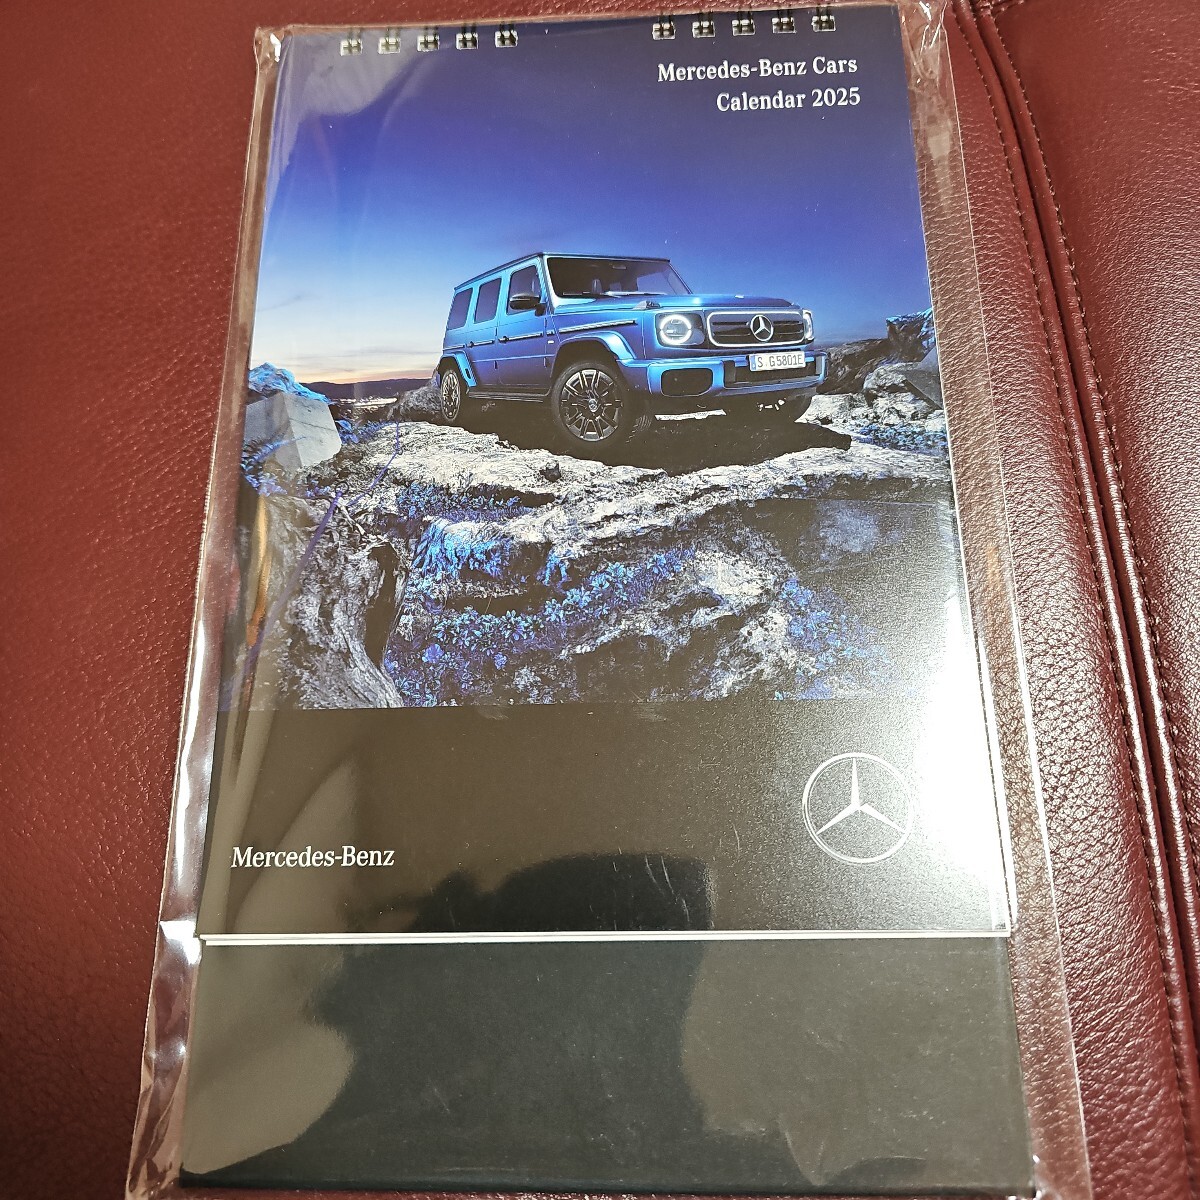 Mercedes-Benz Cars
Calendar 2025
S G5801E
Mercedes-Benz